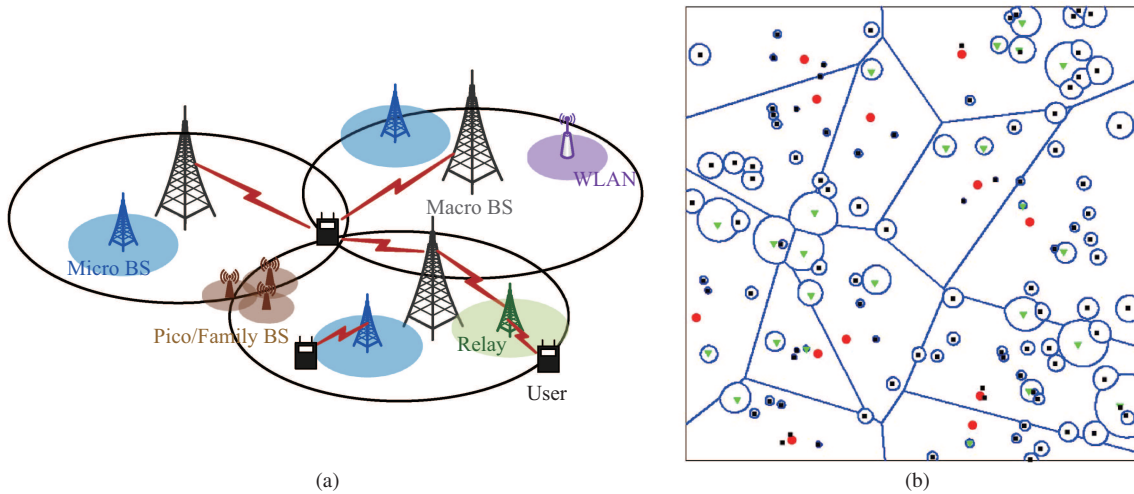 WLAN
Macro BS
Micro BS
Pico/Family BS
Relay
User
(a)
(b)